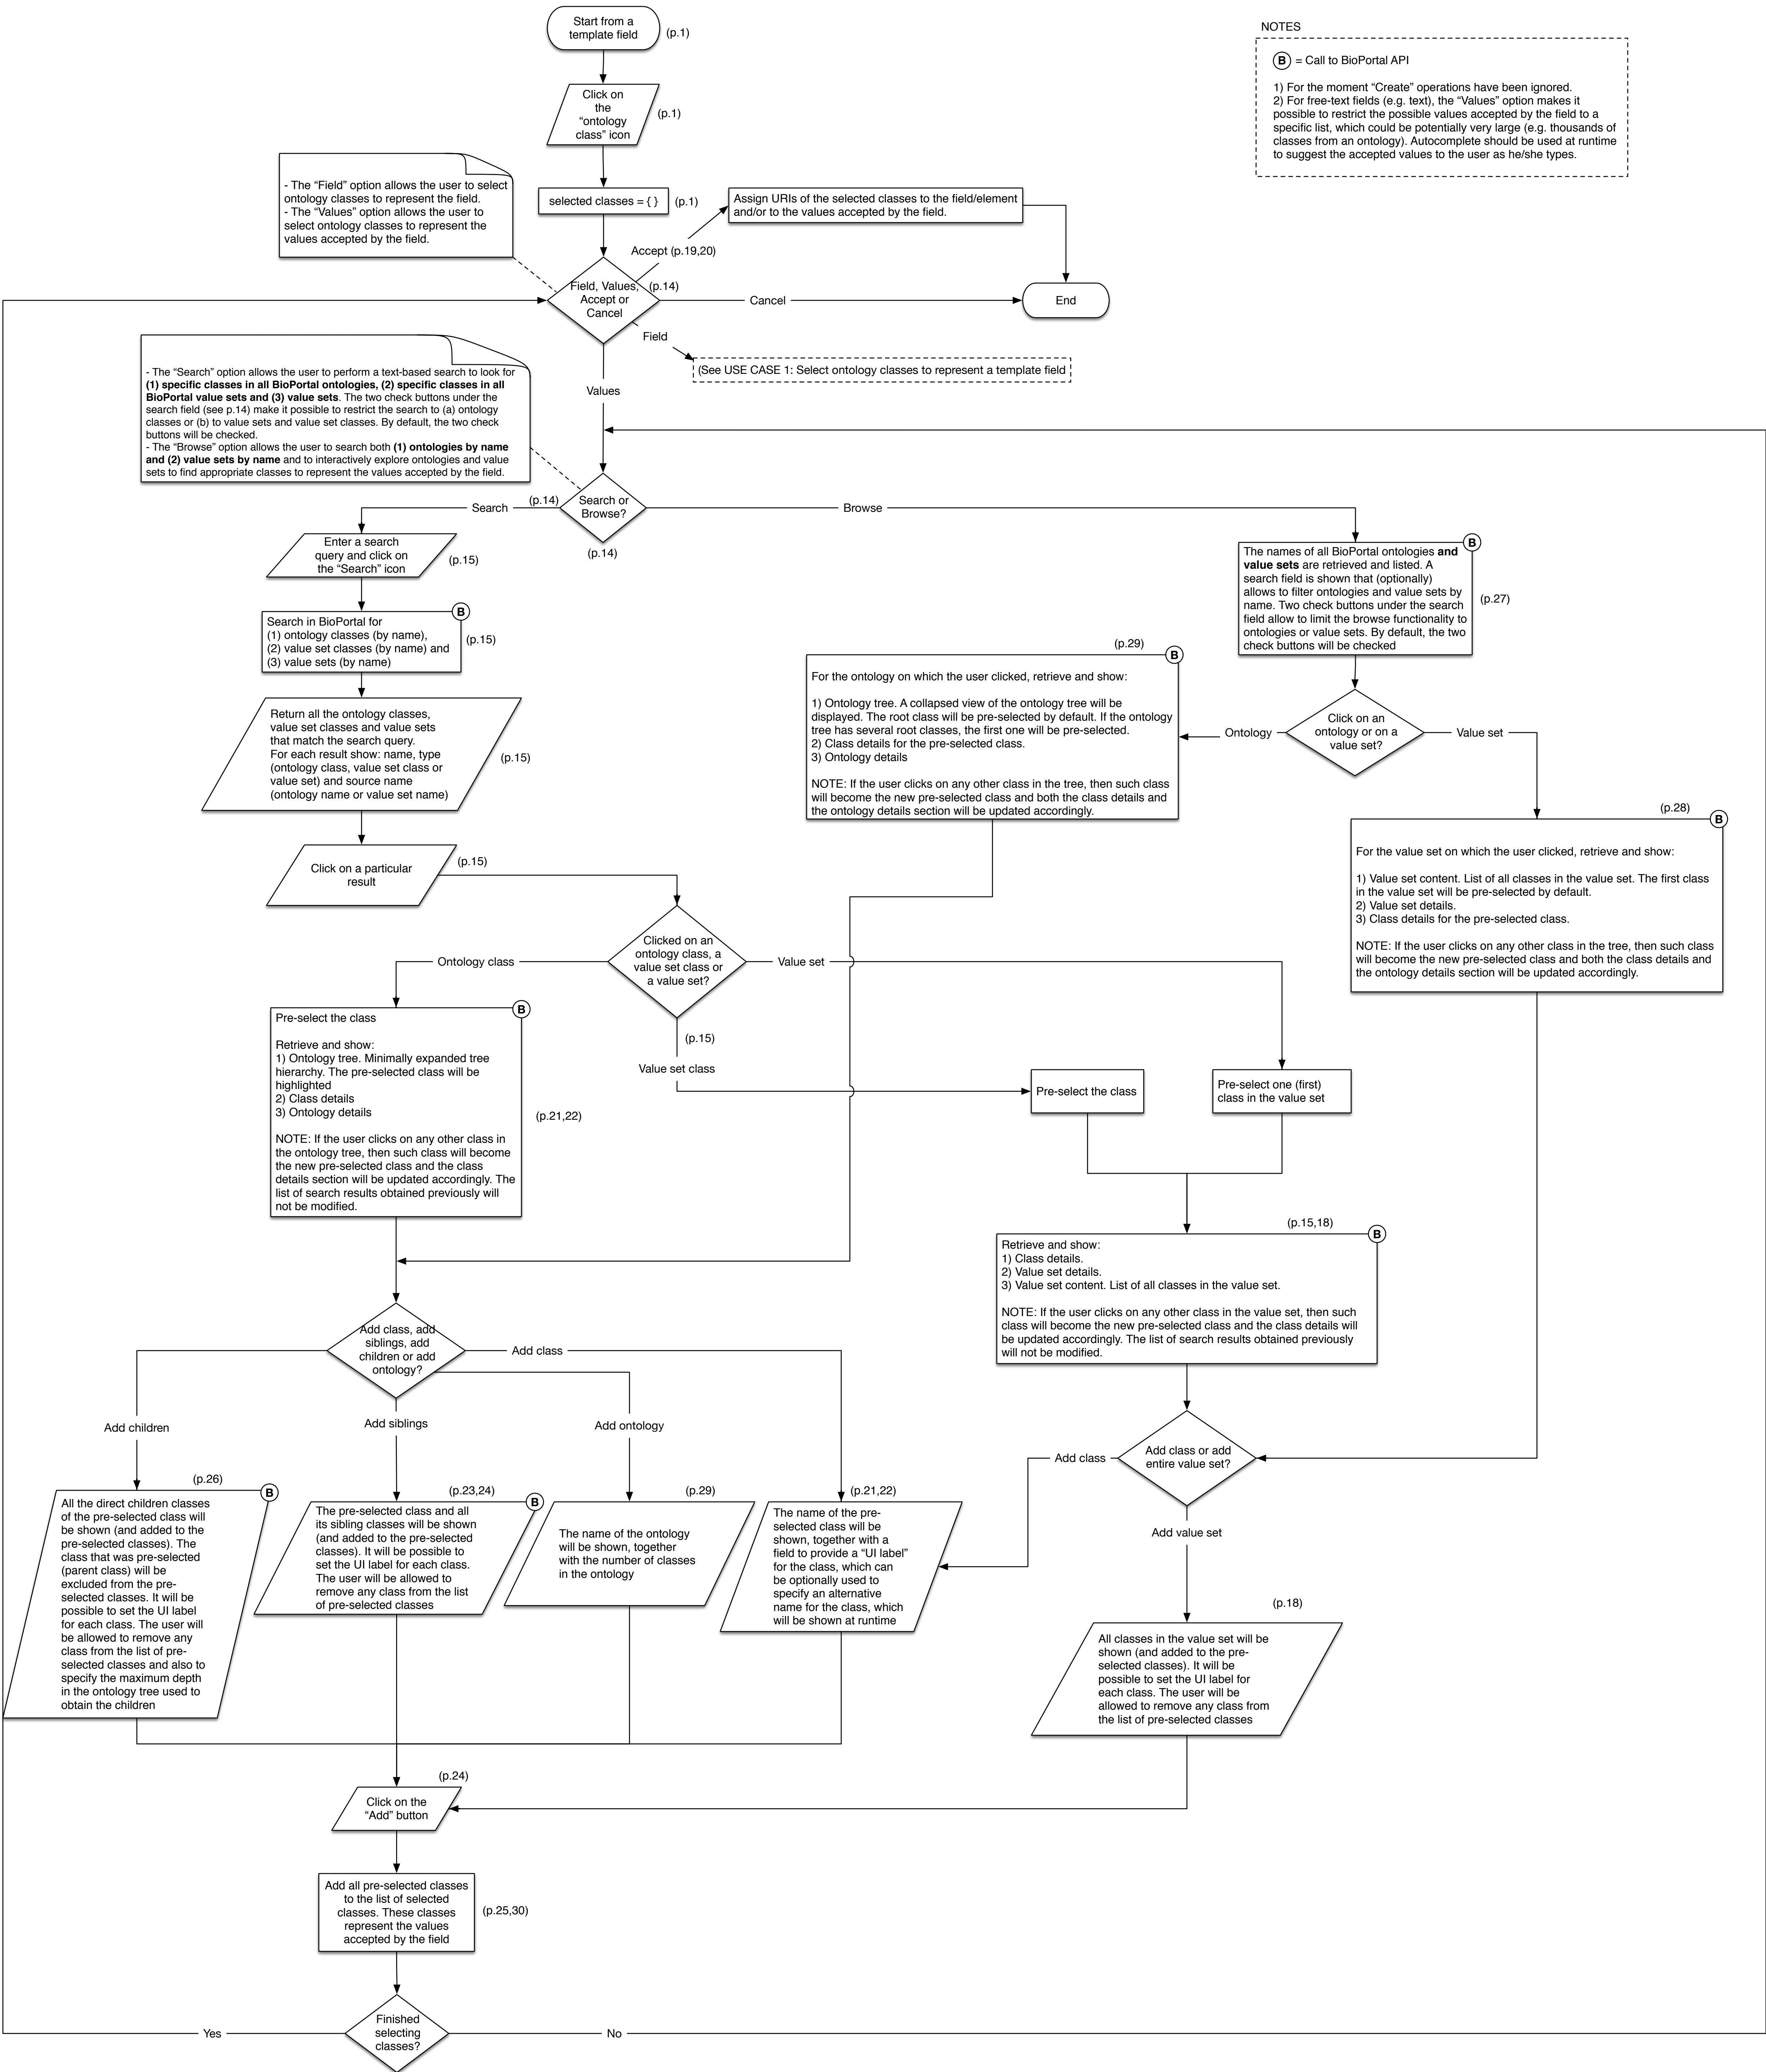 Start from a
template field
(p.1)
NOTES
B = Call to BioPortal API
1) For the moment “Create” operations have been ignored.
2) For free-text fields (e.g. text), the “Values” option makes it
possible to restrict the possible values accepted by the field to a
specific list, which could be potentially very large (e.g. thousands of
classes from an ontology). Autocomplete should be used at runtime
to suggest the accepted values to the user as he/she types.
Click on
the
“ontology
class” icon
(p.1)
- The “Field” option allows the user to select
ontology classes to represent the field.
- The “Values” option allows the user to
select ontology classes to represent the
values accepted by the field.
selected classes = { }
(p.1)
Assign URIs of the selected classes to the field/element
and/or to the values accepted by the field.
Accept (p.19,20)
Field, Values,
Accept or
Cancel
(p.14)
Cancel
End
Field
(See USE CASE 1: Select ontology classes to represent a template field
Values
- The “Search” option allows the user to perform a text-based search to look for
(1) specific classes in all BioPortal ontologies, (2) specific classes in all
BioPortal value sets and (3) value sets. The two check buttons under the
search field (see p.14) make it possible to restrict the search to (a) ontology
classes or (b) to value sets and value set classes. By default, the two check
buttons will be checked.
- The “Browse” option allows the user to search both (1) ontologies by name
and (2) value sets by name and to interactively explore ontologies and value
sets to find appropriate classes to represent the values accepted by the field.
Search
(p.14)
Search or
Browse?
(p.14)
Browse
Enter a search
query and click on
the “Search” icon
(p.15)
B
The names of all BioPortal ontologies and
value sets are retrieved and listed. A
search field is shown that (optionally)
allows to filter ontologies and value sets by
name. Two check buttons under the search
field allow to limit the browse functionality to
ontologies or value sets. By default, the two
check buttons will be checked
(p.27)
B
Search in BioPortal for
(1) ontology classes (by name),
(2) value set classes (by name) and
(3) value sets (by name)
(p.15)
(p.29)
B
For the ontology on which the user clicked, retrieve and show:
1) Ontology tree. A collapsed view of the ontology tree will be
displayed. The root class will be pre-selected by default. If the ontology
tree has several root classes, the first one will be pre-selected.
2) Class details for the pre-selected class.
3) Ontology details
NOTE: If the user clicks on any other class in the tree, then such class
will become the new pre-selected class and both the class details and
the ontology details section will be updated accordingly.
Ontology
Click on an
ontology or on a
value set?
Value set
Return all the ontology classes,
value set classes and value sets
that match the search query.
For each result show: name, type
(ontology class, value set class or
value set) and source name
(ontology name or value set name)
(p.15)
(p.28)
B
For the value set on which the user clicked, retrieve and show:
1) Value set content. List of all classes in the value set. The first class
in the value set will be pre-selected by default.
2) Value set details.
3) Class details for the pre-selected class.
NOTE: If the user clicks on any other class in the tree, then such class
will become the new pre-selected class and both the class details and
the ontology details section will be updated accordingly.
Click on a particular
result
(p.15)
Ontology class
Clicked on an
ontology class, a
value set class or
a value set?
Value set
(p.15)
Value set class
B
Pre-select the class
Retrieve and show:
1) Ontology tree. Minimally expanded tree
hierarchy. The pre-selected class will be
highlighted
2) Class details
3) Ontology details
NOTE: If the user clicks on any other class in
the ontology tree, then such class will become
the new pre-selected class and the class
details section will be updated accordingly. The
list of search results obtained previously will
not be modified.
(p.21,22)
Pre-select the class
Pre-select one (first)
class in the value set
(p.15,18)
B
Retrieve and show:
1) Class details.
2) Value set details.
3) Value set content. List of all classes in the value set.
NOTE: If the user clicks on any other class in the value set, then such
class will become the new pre-selected class and the class details will
be updated accordingly. The list of search results obtained previously
will not be modified.
Add class, add
siblings, add
children or add
ontology?
Add class
Add children
Add siblings
Add ontology
Add class
Add class or add
entire value set?
Add value set
(p.26)
B
All the direct children classes
of the pre-selected class will
be shown (and added to the
pre-selected classes). The
class that was pre-selected
(parent class) will be
excluded from the pre-
selected classes. It will be
possible to set the UI label
for each class. The user will
be allowed to remove any
class from the list of pre-
selected classes and also to
specify the maximum depth
in the ontology tree used to
obtain the children
(p.23,24)
B
The pre-selected class and all
its sibling classes will be shown
(and added to the pre-selected
classes). It will be possible to
set the UI label for each class.
The user will be allowed to
remove any class from the list
of pre-selected classes
(p.29)
The name of the ontology
will be shown, together
with the number of classes
in the ontology
(p.21,22)
The name of the pre-
selected class will be
shown, together with a
field to provide a “UI label”
for the class, which can
be optionally used to
specify an alternative
name for the class, which
will be shown at runtime
(p.18)
All classes in the value set will be
shown (and added to the pre-
selected classes). It will be
possible to set the UI label for
each class. The user will be
allowed to remove any class from
the list of pre-selected classes
(p.24)
Click on the
“Add” button
Add all pre-selected classes
to the list of selected
classes. These classes
represent the values
accepted by the field
(p.25,30)
Yes
Finished
selecting
classes?
No